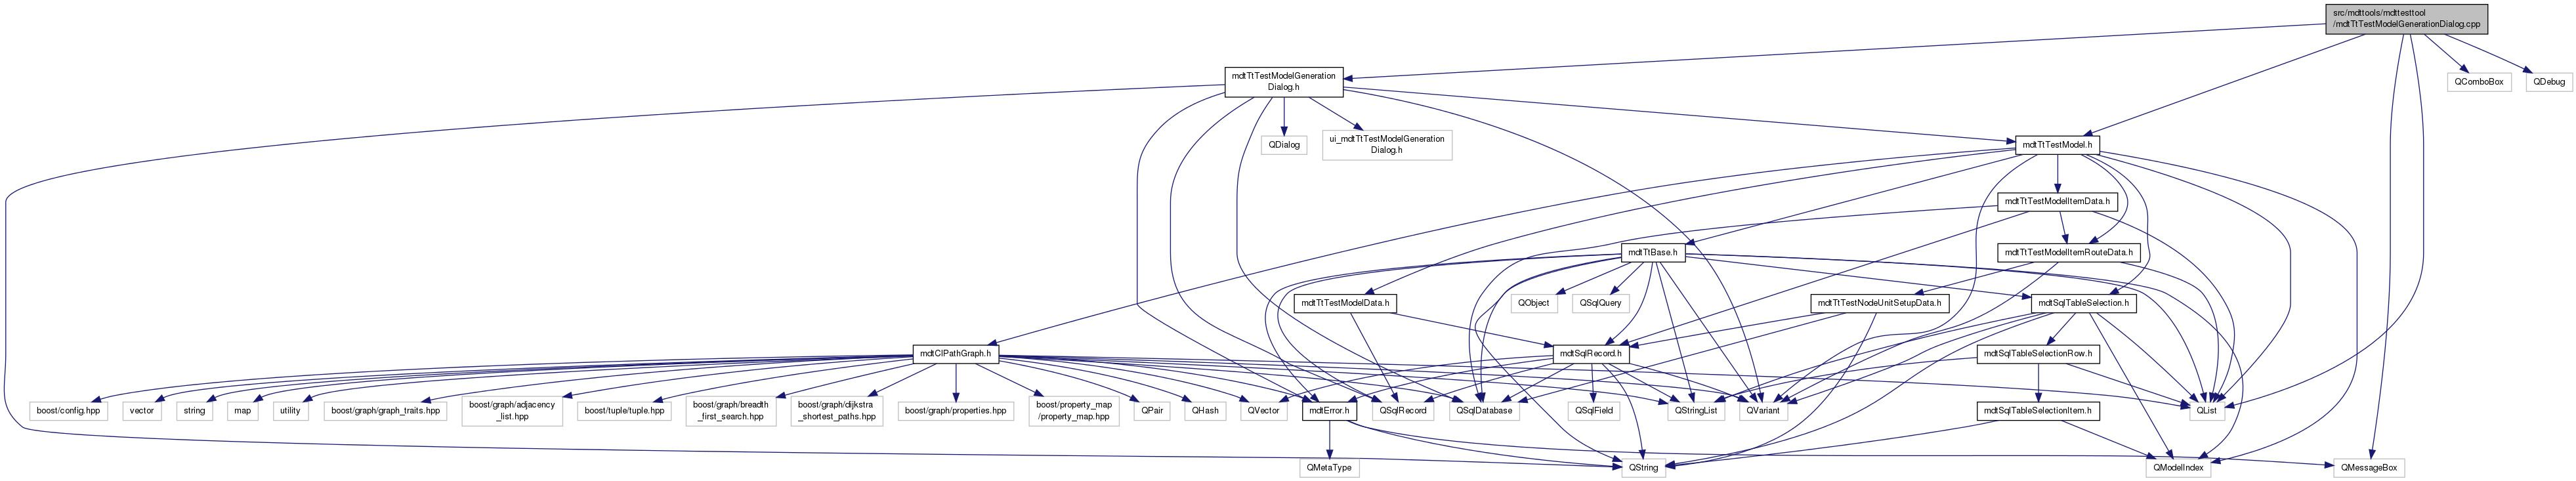 src/mdttools/mdttesttool
/mdtTtTestModelGenerationDialog.cpp
mdtTtTestModelGeneration
Dialog.h
QComboBox
QDebug
QDialog
ui_mdtTtTestModelGeneration
Dialog.h
mdtTtTestModel.h
mdtTtTestModelItemData.h
mdtTtBase.h
mdtTtTestModelItemRouteData.h
mdtTtTestModelData.h
QObject
QSqlQuery
mdtTtTestNodeUnitSetupData.h
mdtSqlTableSelection.h
mdtClPathGraph.h
mdtSqlRecord.h
mdtSqlTableSelectionRow.h
boost/config.hpp
vector
string
map
utility
boost/graph/graph_traits.hpp
boost/graph/adjacency
_list.hpp
boost/tuple/tuple.hpp
boost/graph/breadth
_first_search.hpp
boost/graph/dijkstra
_shortest_paths.hpp
boost/graph/properties.hpp
boost/property_map
/property_map.hpp
QPair
QHash
QVector
mdtError.h
QSqlRecord
QSqlDatabase
QSqlField
QStringList
QVariant
mdtSqlTableSelectionItem.h
QList
QMetaType
QString
QModelIndex
QMessageBox